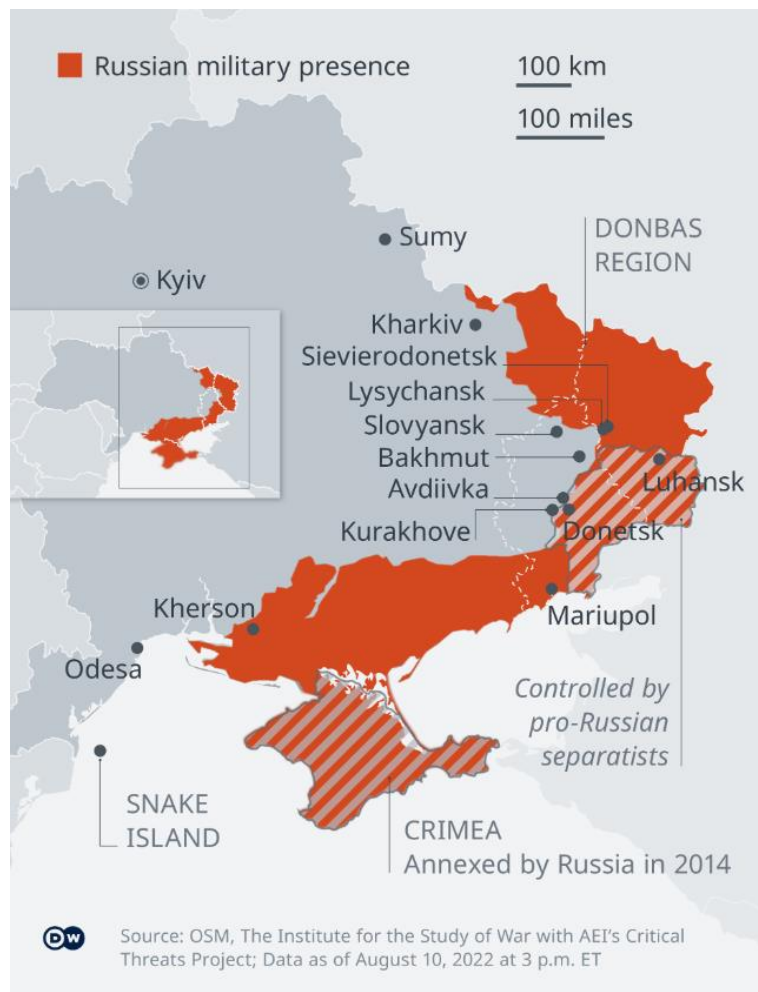 Russian military presence
100 km
100 miles
DONBAS
REGION
Sumy
Kyiv
Kharkiv
Sievierodonetsk
Lysychansk
Slovyansk
Bakhmut
Avdiivka
Luhansk
Kurakhove
Donetsk
Kherson
Mariupol
Odesa
Controlled by
pro-Russian
separatists
SNAKE
ISLAND
CRIMEA
Annexed by Russia in 2014
DW
Source: OSM, The Institute for the Study of War with AEI's Critical
Threats Project; Data as of August 10, 2022 at 3 p.m. ET